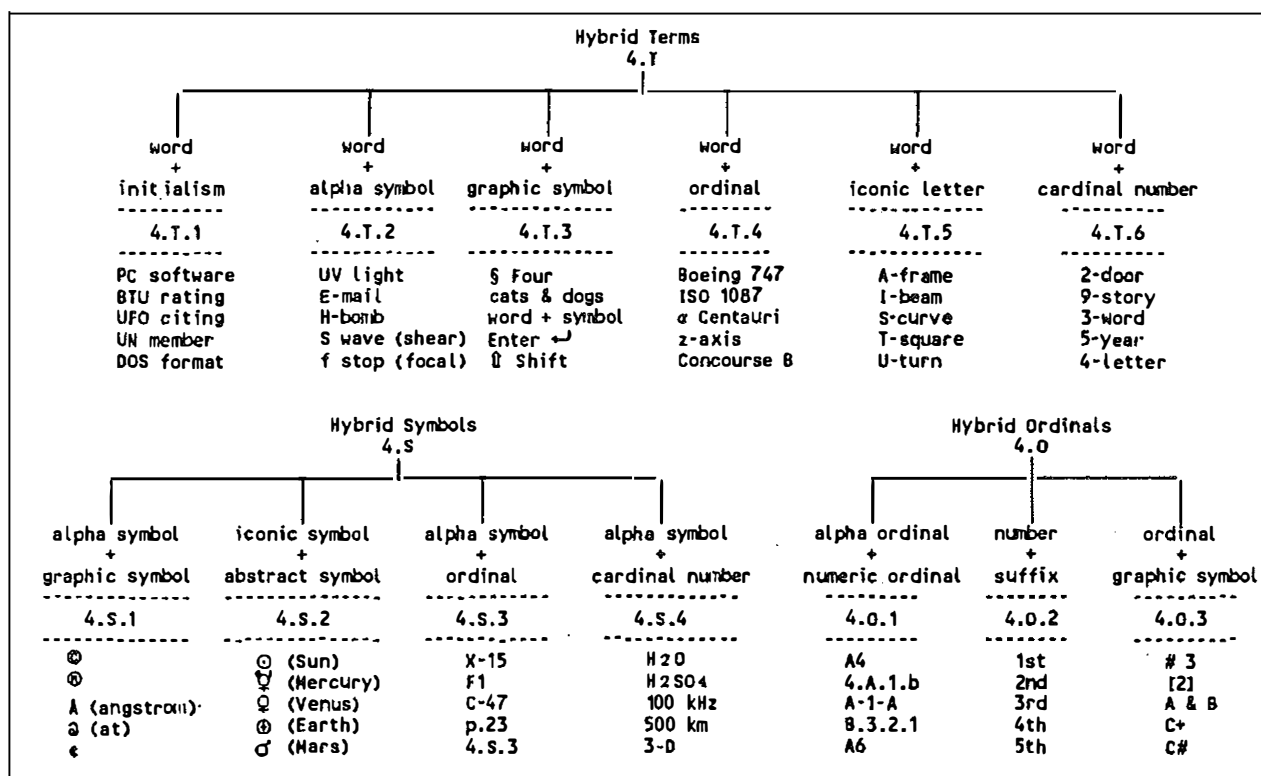 Hybrid Terms
4.T
word word word word word word
+ + + + + +
initialism alpha symbol graphic symbol ordinal iconic letter cardinal number
4.T.1 4.T.2 4.T.3 4.T.4 4.T.5 4.T.6
PC software UV light § Four Boeing 747 A-frame 2-door
BTU rating E-mail cats & dogs ISO 1087 I-beam 9-story
UFO citing H-bomb word + symbol α Centauri S-curve 3-word
UN member S wave (shear) Enter ↵ z-axis T-square 5-year
DOS format f stop (focal) ⇧ Shift Concourse B U-turn 4-letter
Hybrid Symbols Hybrid Ordinals
4.S 4.O
alpha symbol iconic symbol alpha symbol alpha symbol alpha ordinal number ordinal
+ + + + + + +
graphic symbol abstract symbol ordinal cardinal number numeric ordinal suffix graphic symbol
4.S.1 4.S.2 4.S.3 4.S.4 4.O.1 4.O.2 4.O.3
© ☉ (Sun) X-15 H2O A4 1st # 3
® ☿ (Mercury) F1 H2SO4 4.A.1.b 2nd [2]
A (angstrom) ♀ (Venus) C-47 100 kHz A-1-A 3rd A & B
@ (at) ⊕ (Earth) p.23 500 km B.3.2.1 4th C+
¢ ♂ (Mars) 4.S.3 3-D A6 5th C#